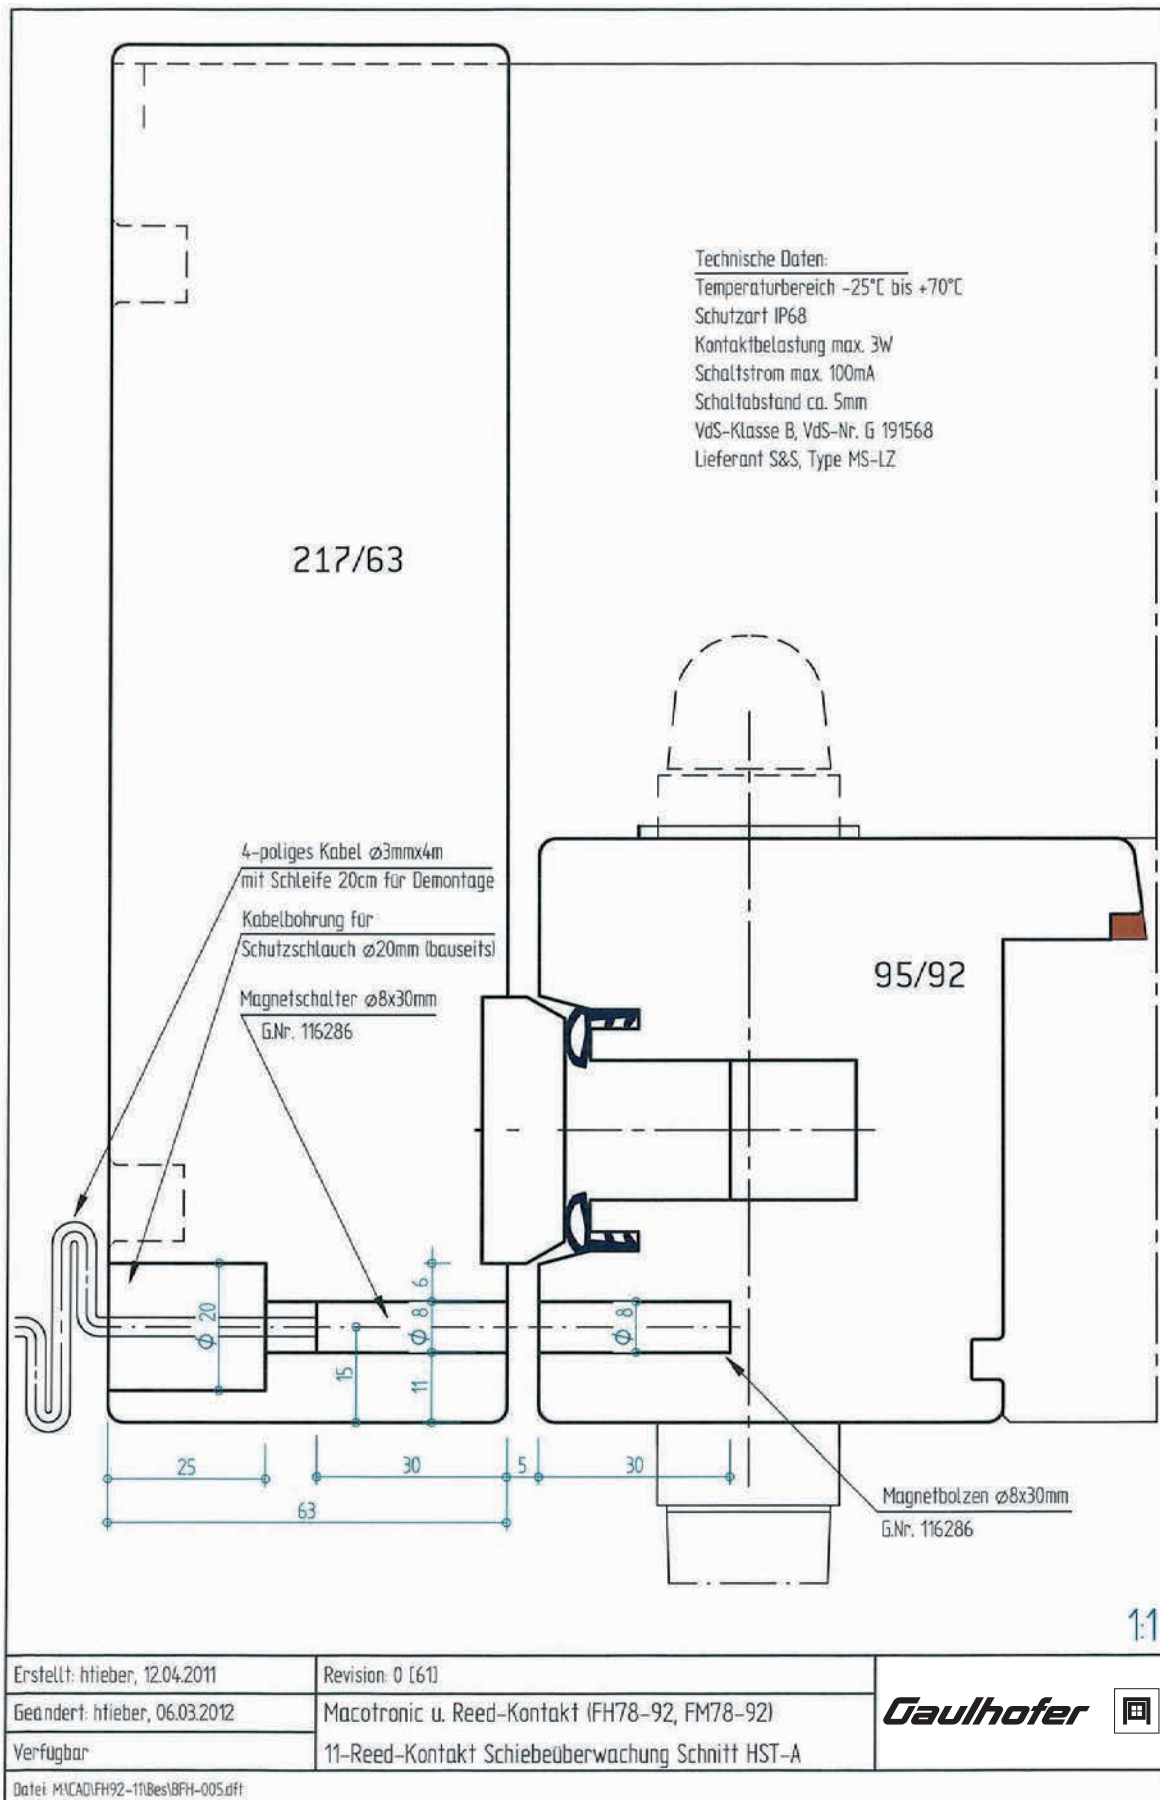 Technische Daten:
Temperaturbereich -25°C bis +70°C
Schutzart IP68
Kontaktbelastung max. 3W
Schaltstrom max. 100mA
Schaltabstand ca. 5mm
VdS-Klasse B, VdS-Nr. G 191568
Lieferant S&S, Type MS-LZ
217/63
4-poliges Kabel ⌀3mmx4m
mit Schleife 20cm für Demontage
Kabelbohrung für
Schutzschlauch ⌀20mm (bauseits)
Magnetschalter ⌀8x30mm
G.Nr. 116286
95/92
6
⌀ 20
⌀ 8
⌀ 8
15
11
25
30
5
30
63
Magnetbolzen ⌀8x30mm
G.Nr. 116286
1:1
Erstellt: htieber, 12.04.2011
Revision: 0 [61]
Geändert: htieber, 06.03.2012
Macotronic u. Reed-Kontakt (FH78-92, FM78-92)
Gaulhofer
Verfügbar
11-Reed-Kontakt Schiebeüberwachung Schnitt HST-A
Datei: M:\CAD\FH92-11\Bes\BFH-005.dft